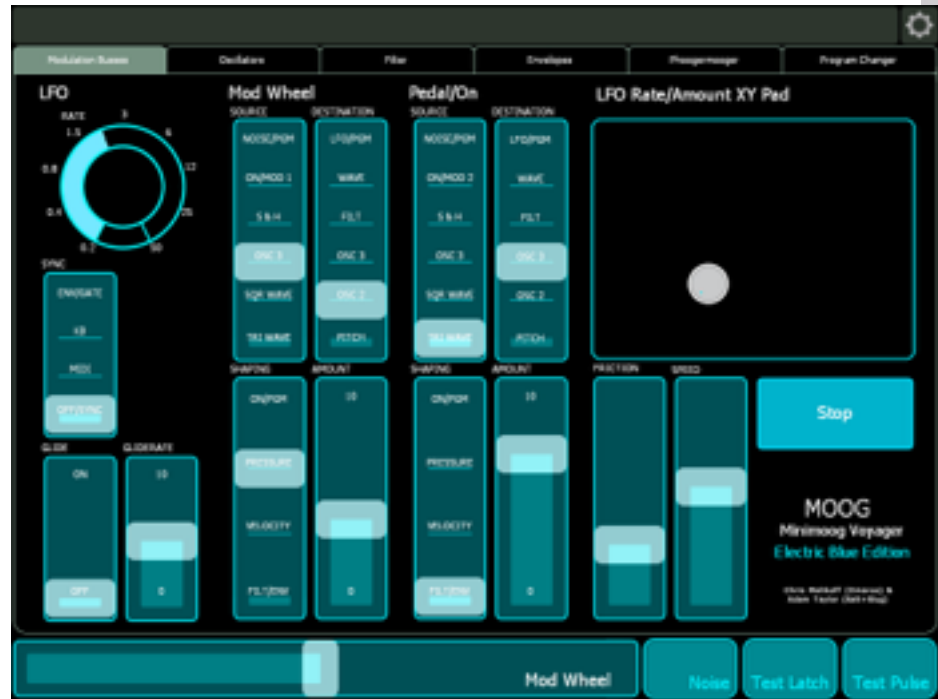 Modulation Busses Oscillators Filter Envelopes Program Changer
LFO
Mod Wheel
Pedal/On
LFO Rate/Amount XY Pad
RATE
SOURCE DESTINATION SOURCE DESTINATION
0.2 0.4 0.8 1.5 3 6 12 25 50
NOISE/PGM LFO/PGM NOISE/PGM LFO/PGM
ON/MOD 1 WAVE ON/MOD 2 WAVE
S & H FILT S & H FILT
OSC 3 OSC 3 OSC 3 OSC 3
SQR WAVE OSC 2 SQR WAVE OSC 2
TRI WAVE PITCH TRI WAVE PITCH
SYNC
ENV/GATE
KB
MIDI
OFF/SYNC
SHAPING AMOUNT SHAPING AMOUNT FRICTION SPEED
ON/PGM 10 ON/PGM 10
PRESSURE PRESSURE
VELOCITY VELOCITY
FILT/ENV 0 FILT/ENV 0
GLIDE GLIDERATE
ON 10
OFF 0
Stop
MOOG
Minimoog Voyager
Electric Blue Edition
Mod Wheel
Noise
Test Latch
Test Pulse